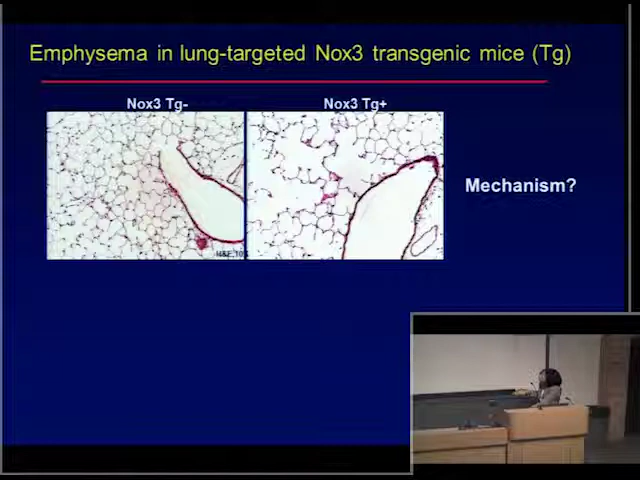 Emphysema in lung-targeted Nox3 transgenic mice (Tg)
Nox3 Tg-
Nox3 Tg+
Mechanism?